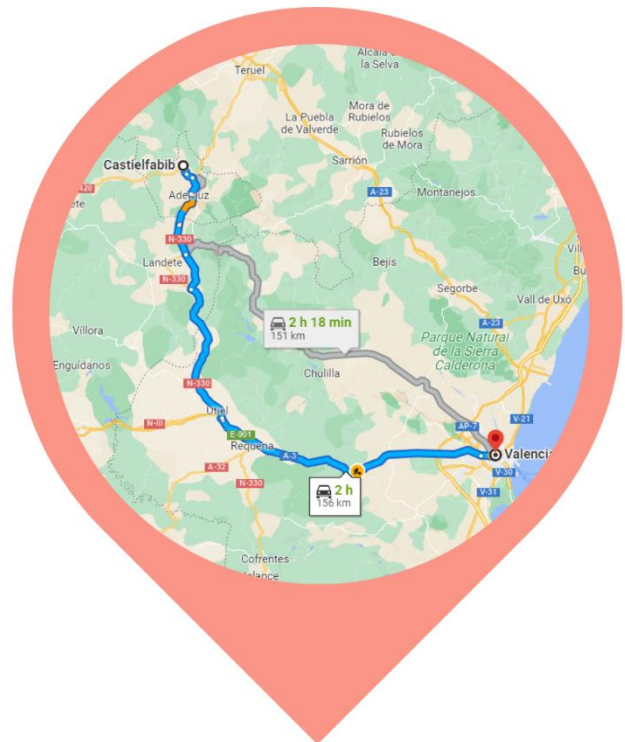 Alcalá de
la Selva
Teruel
Mora de
Rubielos
La Puebla
de Valverde
Rubielos
de Mora
Castielfabib
Sarrión
A-23
Montanejos
420
Ademuz
N-330
Landete
Bejís
N-330
Segorbe
Vall de Uxó
2 h 18 min
151 km
A-23
Víllora
Parque Natural
de la Sierra
Calderona
Enguídanos
Chulilla
N-330
Utiel
V-21
N-III
E-901
AP-7
Requena
A-3
Valencia
A-32
V-30
N-330
2 h
156 km
V-31
Cofrentes